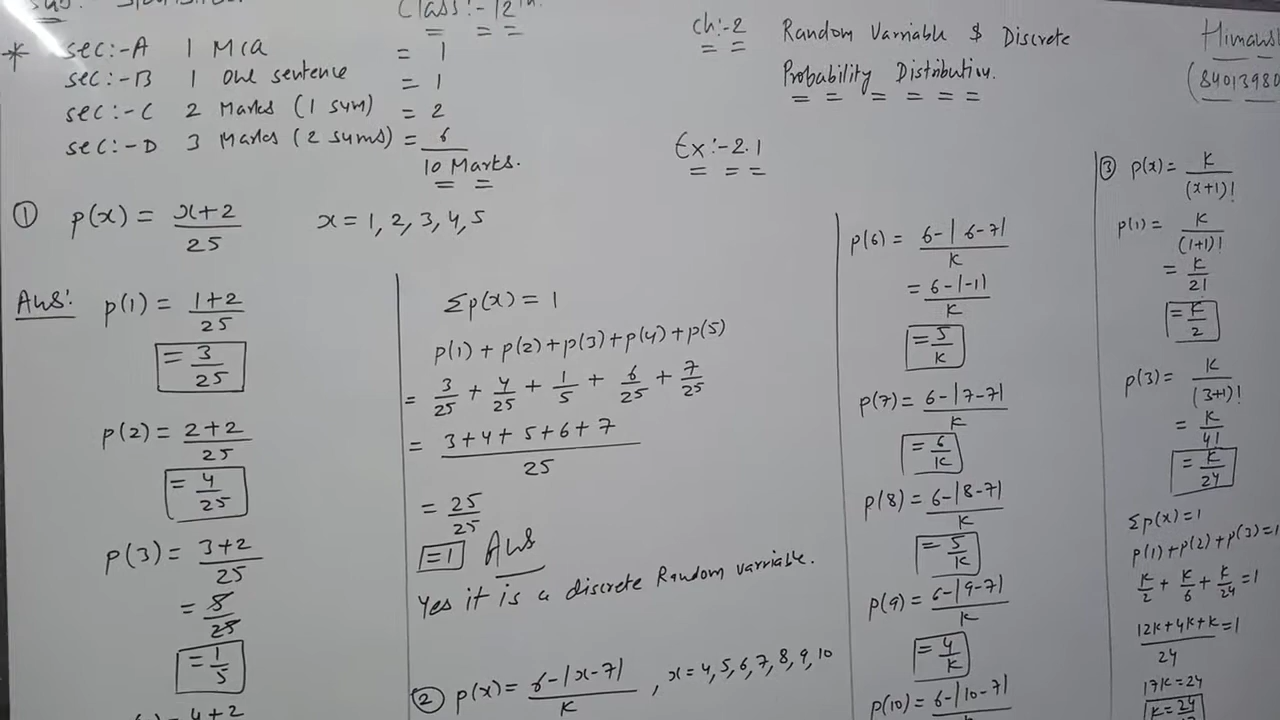 Class:- 12th
* Sec:-A 1 MCQ = 1
Sec:-B 1 One sentence = 1
Sec:-C 2 Marks (1 sum) = 2
Sec:-D 3 Marks (2 sums) = 6
10 Marks.
Ch:-2 Random Variable & Discrete
Probability Distribution.
(84013980
Ex:-2.1
① p(x) = x+2/25 x = 1, 2, 3, 4, 5
Ans: p(1) = 1+2/25
= 3/25
p(2) = 2+2/25
= 4/25
p(3) = 3+2/25
= 5/25
= 1/5
4+2
Σp(x) = 1
p(1) + p(2) + p(3) + p(4) + p(5)
= 3/25 + 4/25 + 1/5 + 6/25 + 7/25
= 3+4+5+6+7/25
= 25/25
=1 Ans
Yes it is a discrete Random varriable.
② p(x) = 6-|x-7|/K , x = 4, 5, 6, 7, 8, 9, 10
p(6) = 6-|6-7|/K
= 6-|-1|/K
= 5/K
p(7) = 6-|7-7|/K
= 6/K
p(8) = 6-|8-7|/K
= 5/K
p(9) = 6-|9-7|/K
= 4/K
p(10) = 6-|10-7|
③ p(x) = K/(x+1)!
p(1) = K/(1+1)!
= K/2!
= K/2
p(3) = K/(3+1)!
= K/4!
= K/24
Σp(x) = 1
p(1) + p(2) + p(3) = 1
K/2 + K/6 + K/24 = 1
12K+4K+K/24 = 1
17K = 24
K = 24